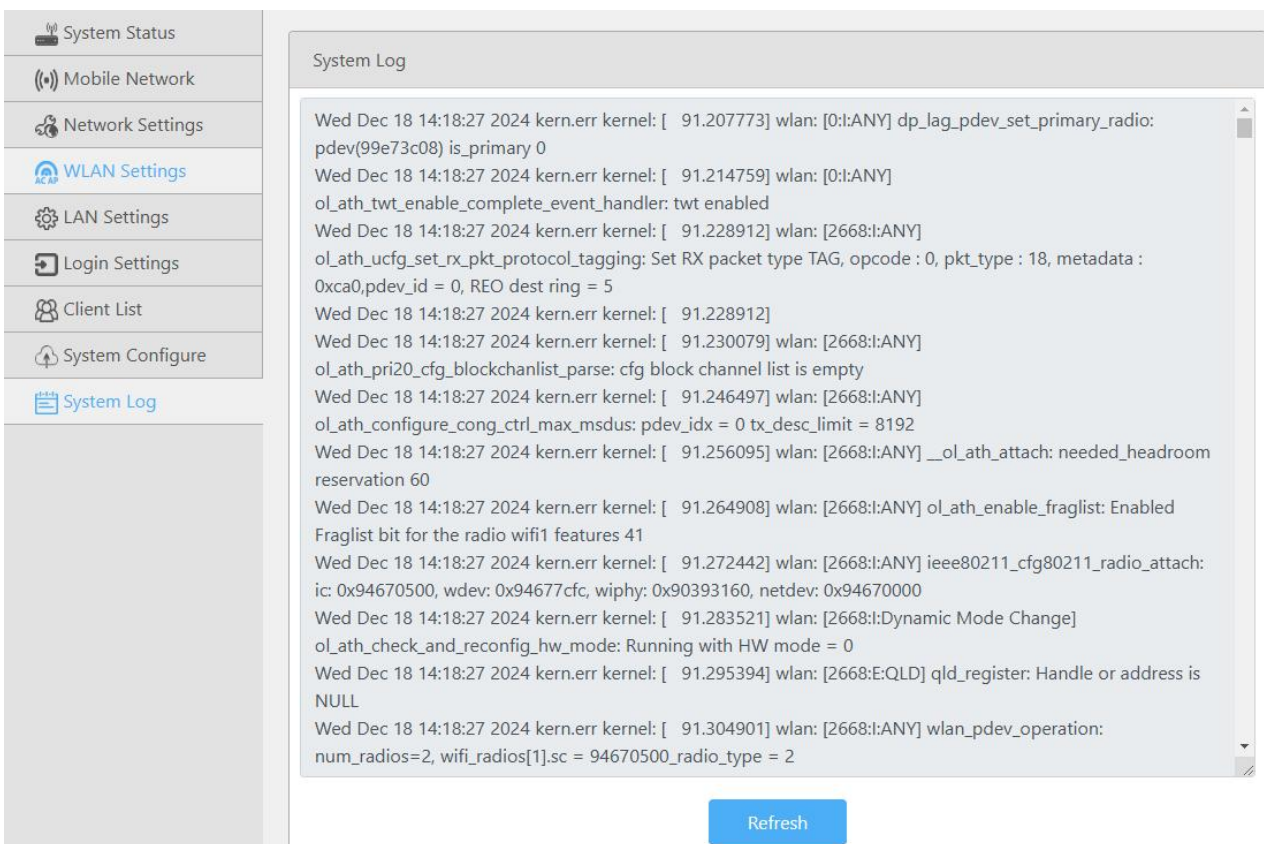 System Status
Mobile Network
Network Settings
WLAN Settings
LAN Settings
Login Settings
Client List
System Configure
System Log
System Log
Wed Dec 18 14:18:27 2024 kern.err kernel: [   91.207773] wlan: [0:I:ANY] dp_lag_pdev_set_primary_radio:
pdev(99e73c08) is_primary 0
Wed Dec 18 14:18:27 2024 kern.err kernel: [   91.214759] wlan: [0:I:ANY]
ol_ath_twt_enable_complete_event_handler: twt enabled
Wed Dec 18 14:18:27 2024 kern.err kernel: [   91.228912] wlan: [2668:I:ANY]
ol_ath_ucfg_set_rx_pkt_protocol_tagging: Set RX packet type TAG, opcode : 0, pkt_type : 18, metadata :
0xca0,pdev_id = 0, REO dest ring = 5
Wed Dec 18 14:18:27 2024 kern.err kernel: [   91.228912]
Wed Dec 18 14:18:27 2024 kern.err kernel: [   91.230079] wlan: [2668:I:ANY]
ol_ath_pri20_cfg_blockchanlist_parse: cfg block channel list is empty
Wed Dec 18 14:18:27 2024 kern.err kernel: [   91.246497] wlan: [2668:I:ANY]
ol_ath_configure_cong_ctrl_max_msdus: pdev_idx = 0 tx_desc_limit = 8192
Wed Dec 18 14:18:27 2024 kern.err kernel: [   91.256095] wlan: [2668:I:ANY] __ol_ath_attach: needed_headroom
reservation 60
Wed Dec 18 14:18:27 2024 kern.err kernel: [   91.264908] wlan: [2668:I:ANY] ol_ath_enable_fraglist: Enabled
Fraglist bit for the radio wifi1 features 41
Wed Dec 18 14:18:27 2024 kern.err kernel: [   91.272442] wlan: [2668:I:ANY] ieee80211_cfg80211_radio_attach:
ic: 0x94670500, wdev: 0x94677cfc, wiphy: 0x90393160, netdev: 0x94670000
Wed Dec 18 14:18:27 2024 kern.err kernel: [   91.283521] wlan: [2668:I:Dynamic Mode Change]
ol_ath_check_and_reconfig_hw_mode: Running with HW mode = 0
Wed Dec 18 14:18:27 2024 kern.err kernel: [   91.295394] wlan: [2668:E:QLD] qld_register: Handle or address is
NULL
Wed Dec 18 14:18:27 2024 kern.err kernel: [   91.304901] wlan: [2668:I:ANY] wlan_pdev_operation:
num_radios=2, wifi_radios[1].sc = 94670500_radio_type = 2
Refresh